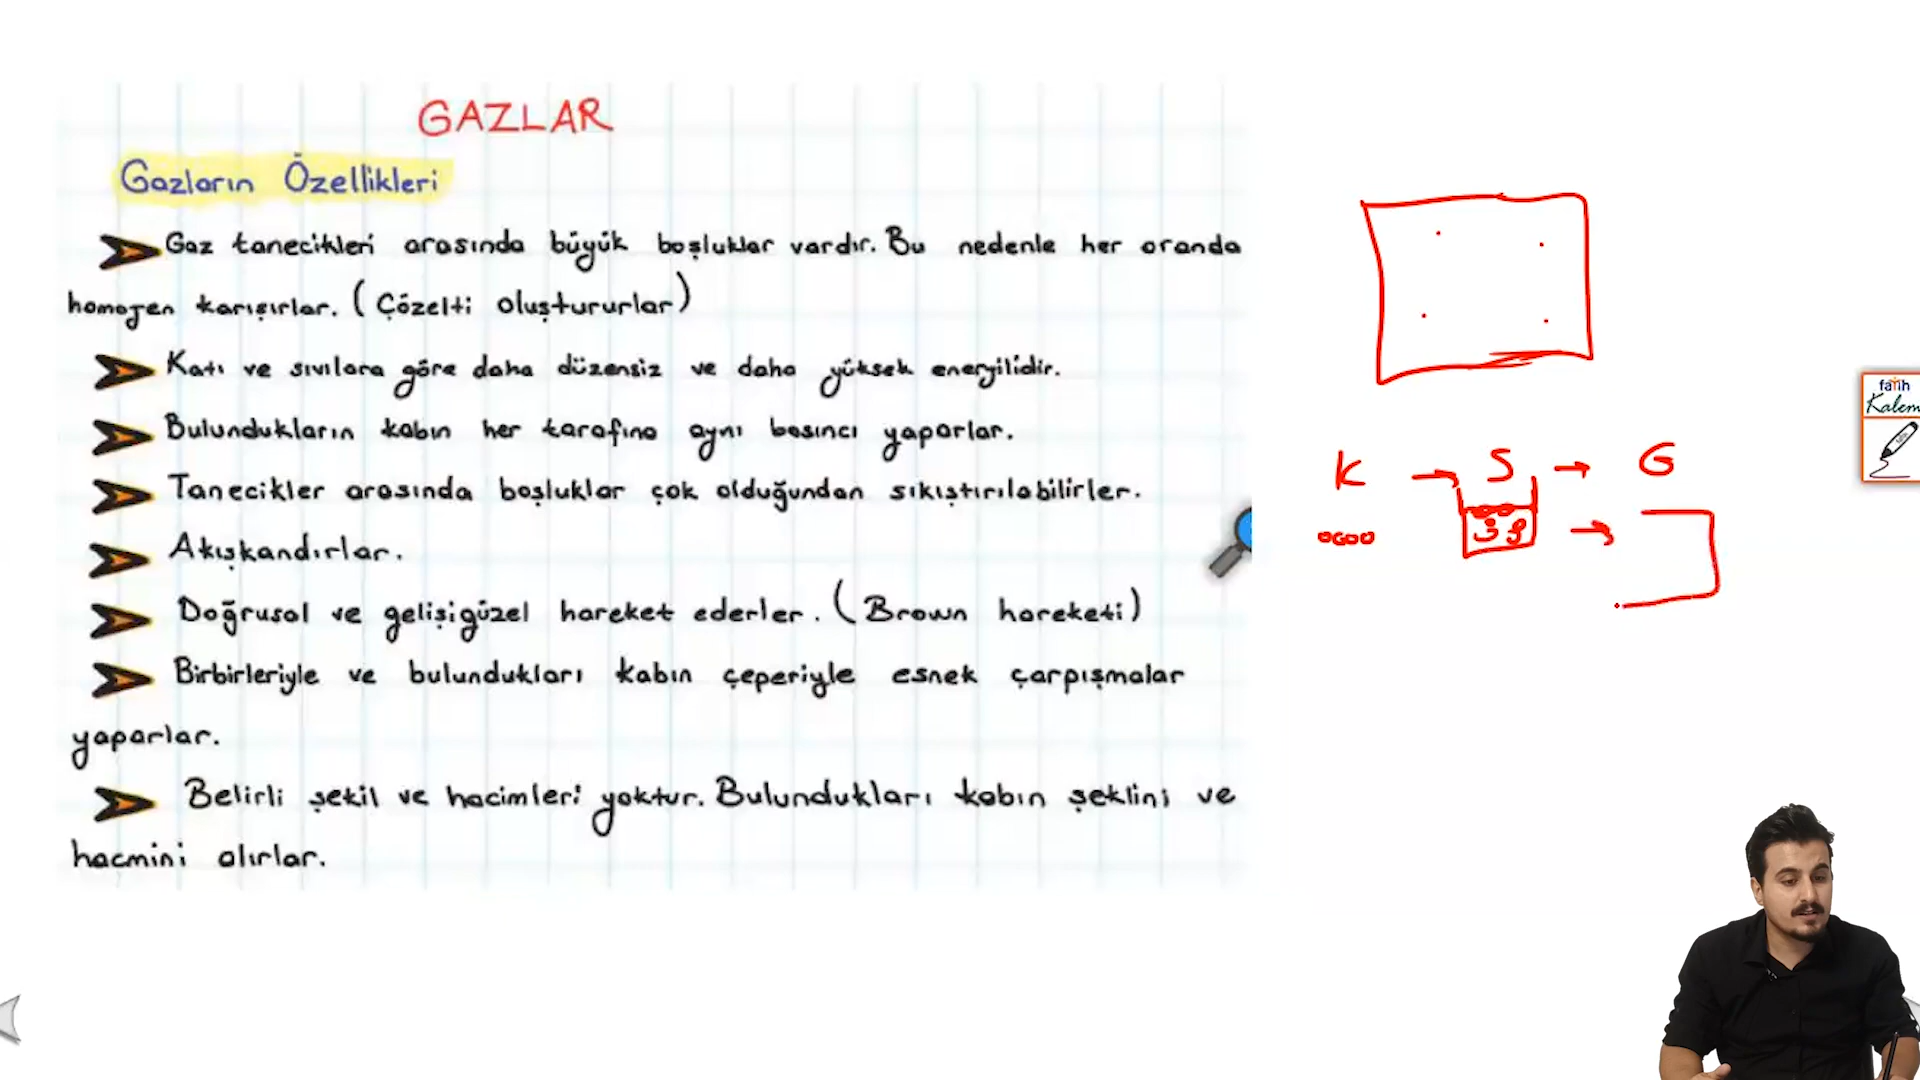 GAZLAR
Gazların Özellikleri
Gaz tanecikleri arasında büyük boşluklar vardır. Bu nedenle her oranda
homojen karışırlar. (Çözelti oluştururlar)
Katı ve sıvılara göre daha düzensiz ve daha yüksek energilidir.
Bulundukların kabın her tarafına aynı basıncı yaparlar.
Tanecikler arasında boşluklar çok olduğundan sıkıştırılabilirler.
Akışkandırlar.
Doğrusal ve gelişigüzel hareket ederler. (Brown hareketi)
Birbirleriyle ve bulundukları kabın çeperiyle esnek çarpışmalar
yaparlar.
Belirli şekil ve hacimleri yoktur. Bulundukları kabın şeklini ve
hacmini alırlar.
K → S → G
fatih
Kalem